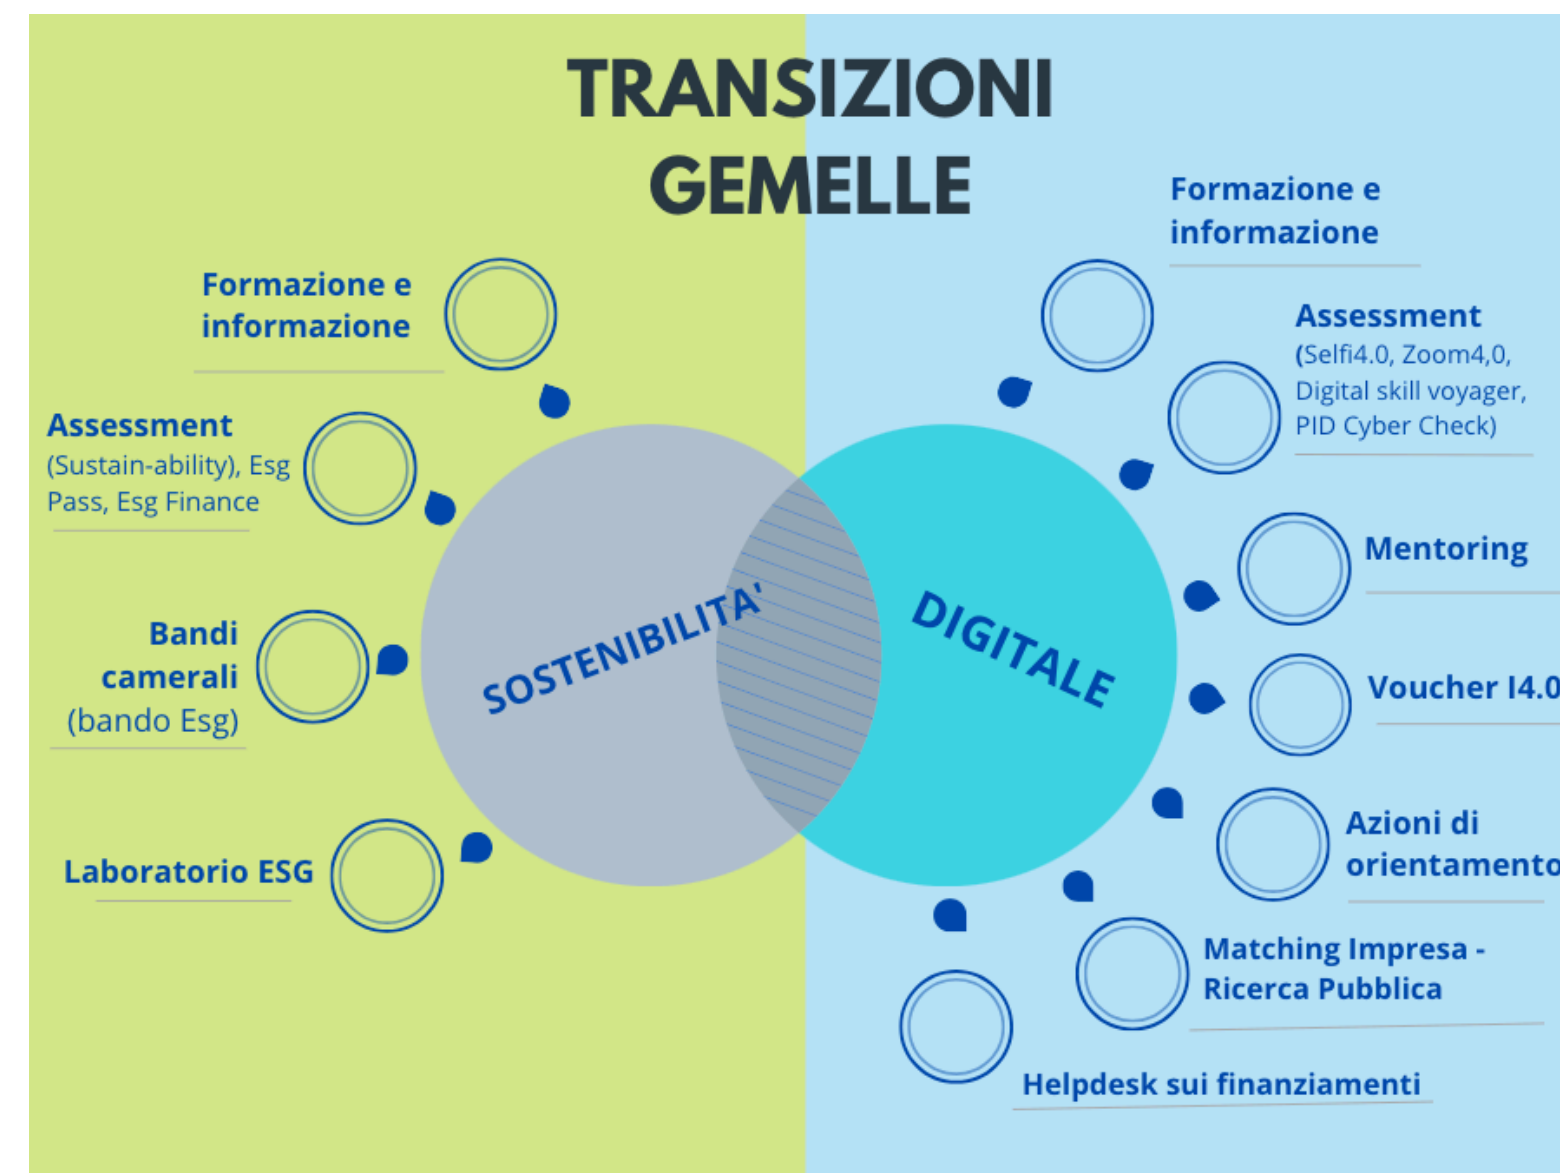 TRANSIZIONI
GEMELLE
Formazione e
informazione
Assessment
(Sustain-ability), Esg
Pass, Esg Finance
Bandi
camerali
(bando Esg)
Laboratorio ESG
SOSTENIBILITA'
DIGITALE
Formazione e
informazione
Assessment
(Selfi4.0, Zoom4,0,
Digital skill voyager,
PID Cyber Check)
Mentoring
Voucher I4.0
Azioni di
orientamento
Matching Impresa -
Ricerca Pubblica
Helpdesk sui finanziamenti